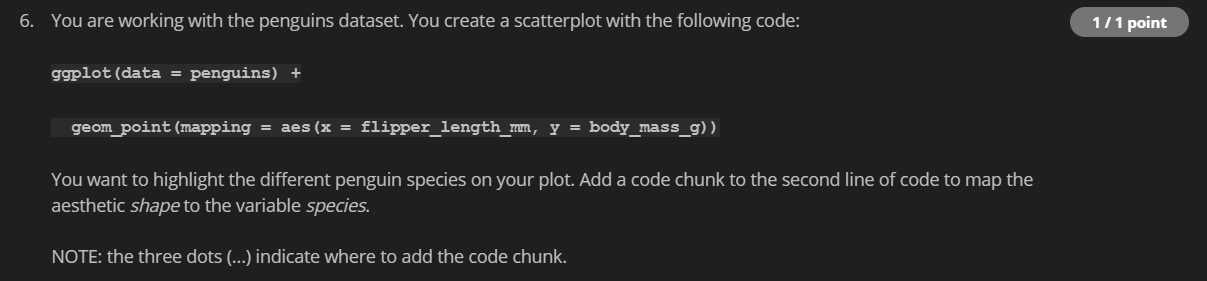 6. You are working with the penguins dataset. You create a scatterplot with the following code:
1 / 1 point
ggplot(data = penguins) +
geom_point(mapping = aes(x = flipper_length_mm, y = body_mass_g))
You want to highlight the different penguin species on your plot. Add a code chunk to the second line of code to map the
aesthetic shape to the variable species.
NOTE: the three dots (...) indicate where to add the code chunk.